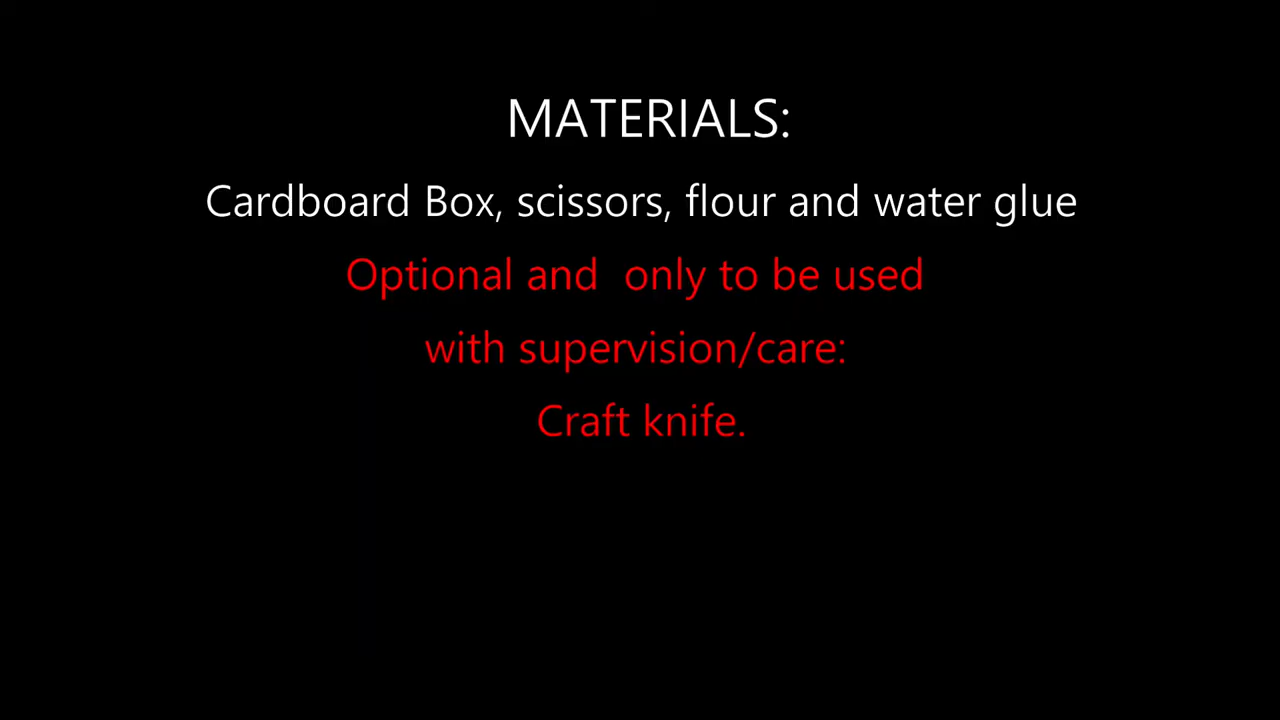 MATERIALS:
Cardboard Box, scissors, flour and water glue
Optional and  only to be used
with supervision/care:
Craft knife.